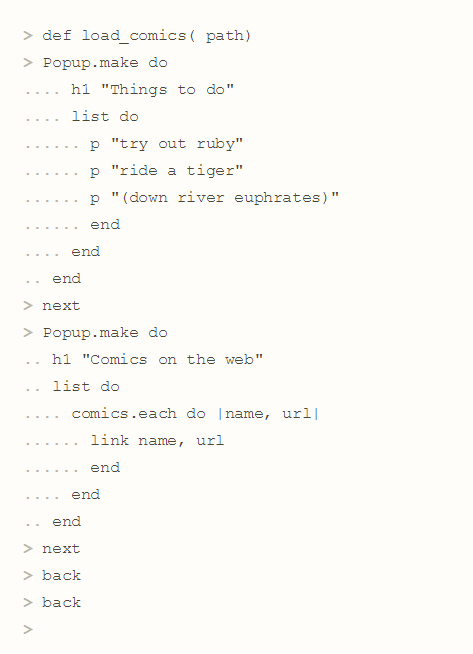 > def load_comics( path)
> Popup.make do
.... h1 "Things to do"
.... list do
...... p "try out ruby"
...... p "ride a tiger"
...... p "(down river euphrates)"
...... end
.... end
.. end
> next
> Popup.make do
.. h1 "Comics on the web"
.. list do
.... comics.each do |name, url|
...... link name, url
...... end
.... end
.. end
> next
> back
> back
>